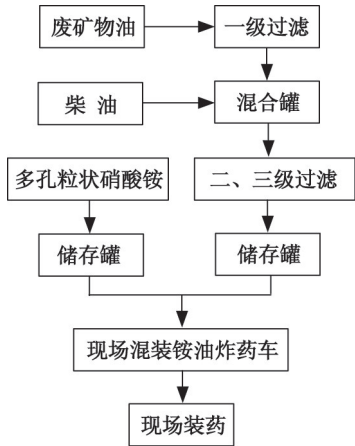 废矿物油
一级过滤
柴 油
混合罐
多孔粒状硝酸铵
二、三级过滤
储存罐
储存罐
现场混装铵油炸药车
现场装药